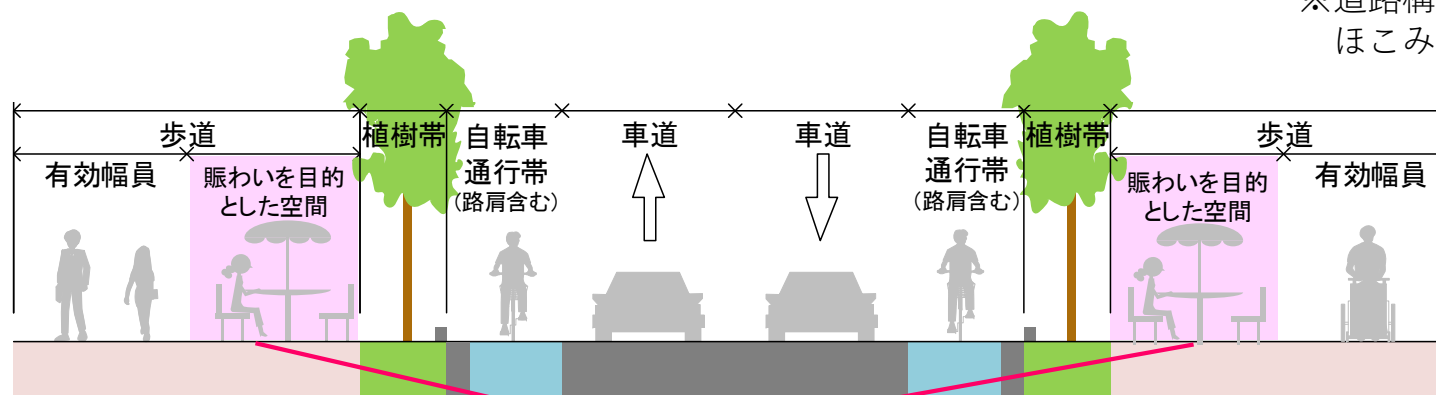 ※道路構
ほこみ
歩道
植樹帯
自転車
通行帯
(路肩含む)
車道
車道
自転車
通行帯
(路肩含む)
植樹帯
歩道
有効幅員
賑わいを目的
とした空間
賑わいを目的
とした空間
有効幅員